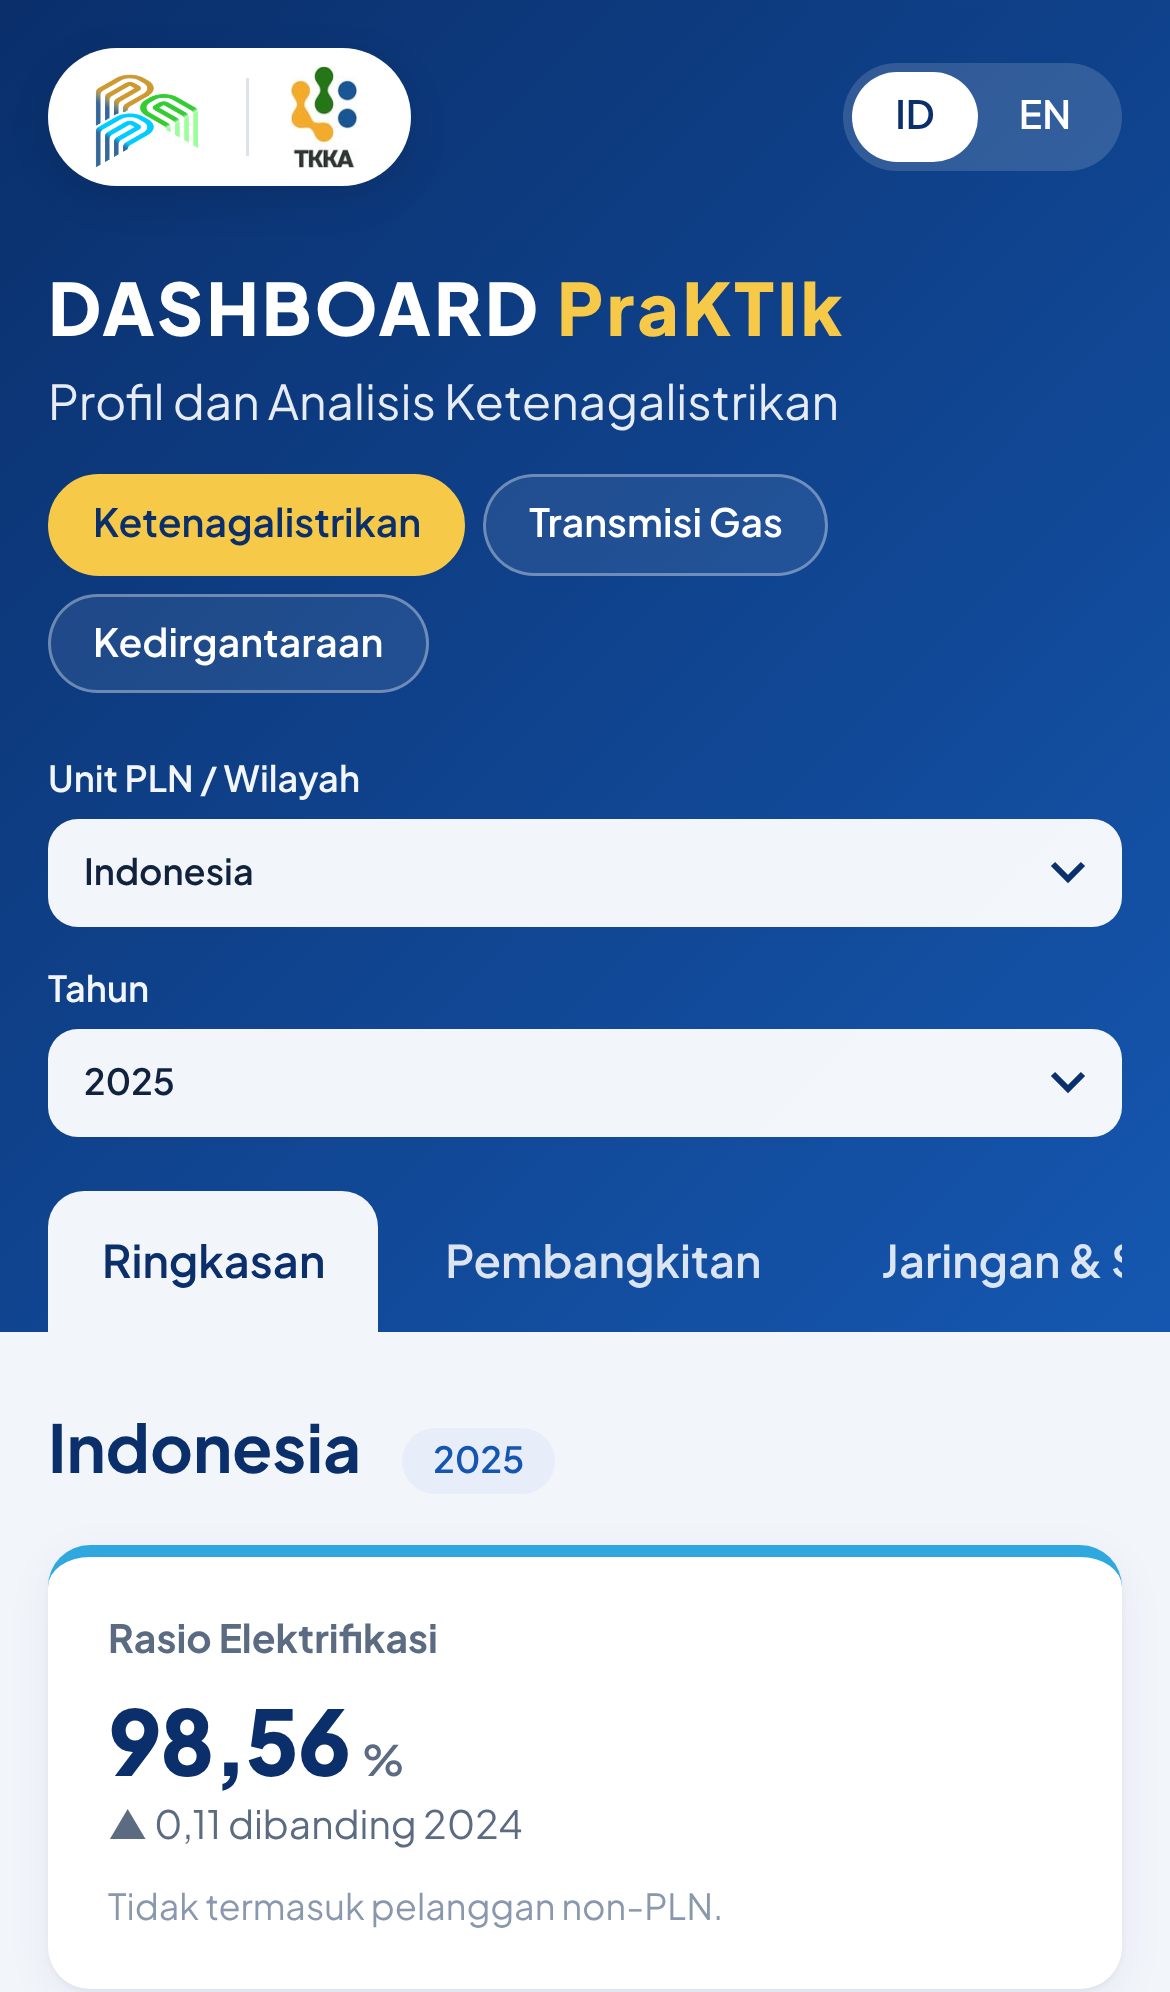 TKKA
ID EN
DASHBOARD PraKTIk
Profil dan Analisis Ketenagalistrikan
Ketenagalistrikan Transmisi Gas
Kedirgantaraan
Unit PLN / Wilayah
Indonesia
Tahun
2025
Ringkasan Pembangkitan Jaringan &
Indonesia 2025
Rasio Elektrifikasi
98,56 %
▲ 0,11 dibanding 2024
Tidak termasuk pelanggan non-PLN.